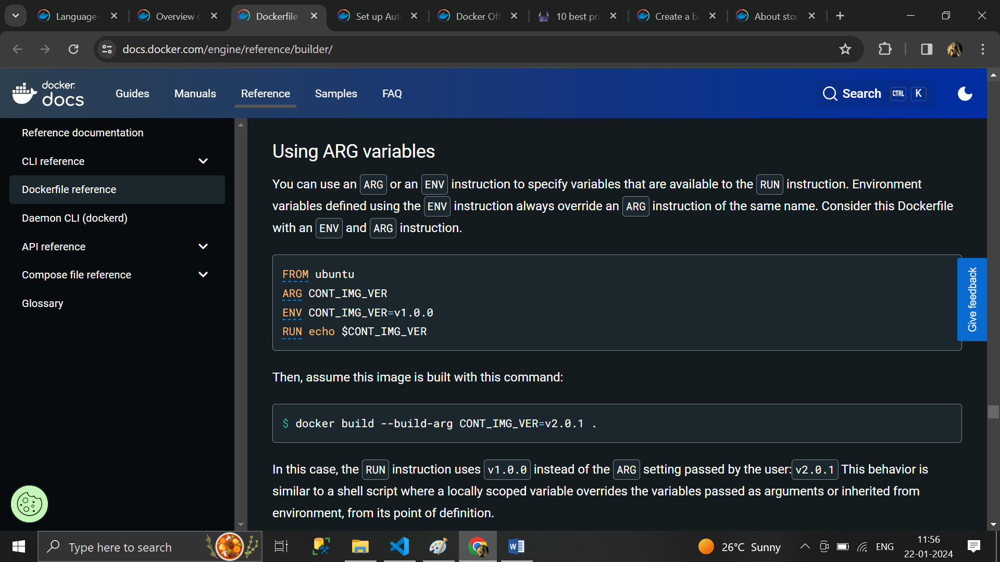 Language-
Overview
Dockerfile
Set up Aut
Docker Off
10 best pra
Create a ba
About stor
docs.docker.com/engine/reference/builder/
docker
docs
Guides Manuals Reference Samples FAQ
Search CTRL K
Reference documentation
CLI reference
Dockerfile reference
Daemon CLI (dockerd)
API reference
Compose file reference
Glossary
Using ARG variables
You can use an ARG or an ENV instruction to specify variables that are available to the RUN instruction. Environment
variables defined using the ENV instruction always override an ARG instruction of the same name. Consider this Dockerfile
with an ENV and ARG instruction.
FROM ubuntu
ARG CONT_IMG_VER
ENV CONT_IMG_VER=v1.0.0
RUN echo $CONT_IMG_VER
Give feedback
Then, assume this image is built with this command:
$ docker build --build-arg CONT_IMG_VER=v2.0.1 .
In this case, the RUN instruction uses v1.0.0 instead of the ARG setting passed by the user: v2.0.1 This behavior is
similar to a shell script where a locally scoped variable overrides the variables passed as arguments or inherited from
environment, from its point of definition.
Type here to search
26°C Sunny
ENG
11:56
22-01-2024